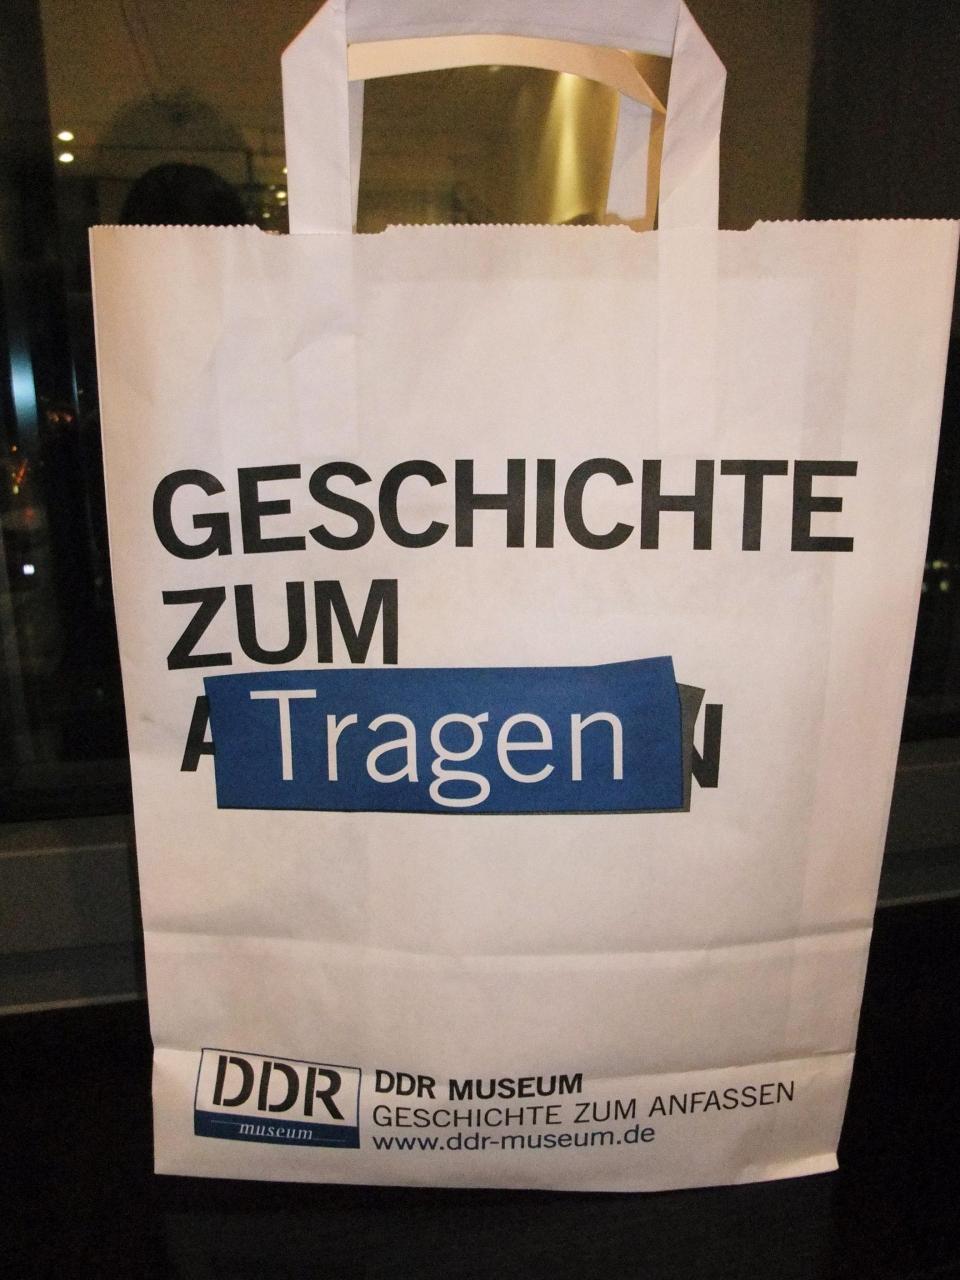 GESCHICHTE
ZUM
Tragen
DDR
museum
DDR MUSEUM
GESCHICHTE ZUM ANFASSEN
www.ddr-museum.de